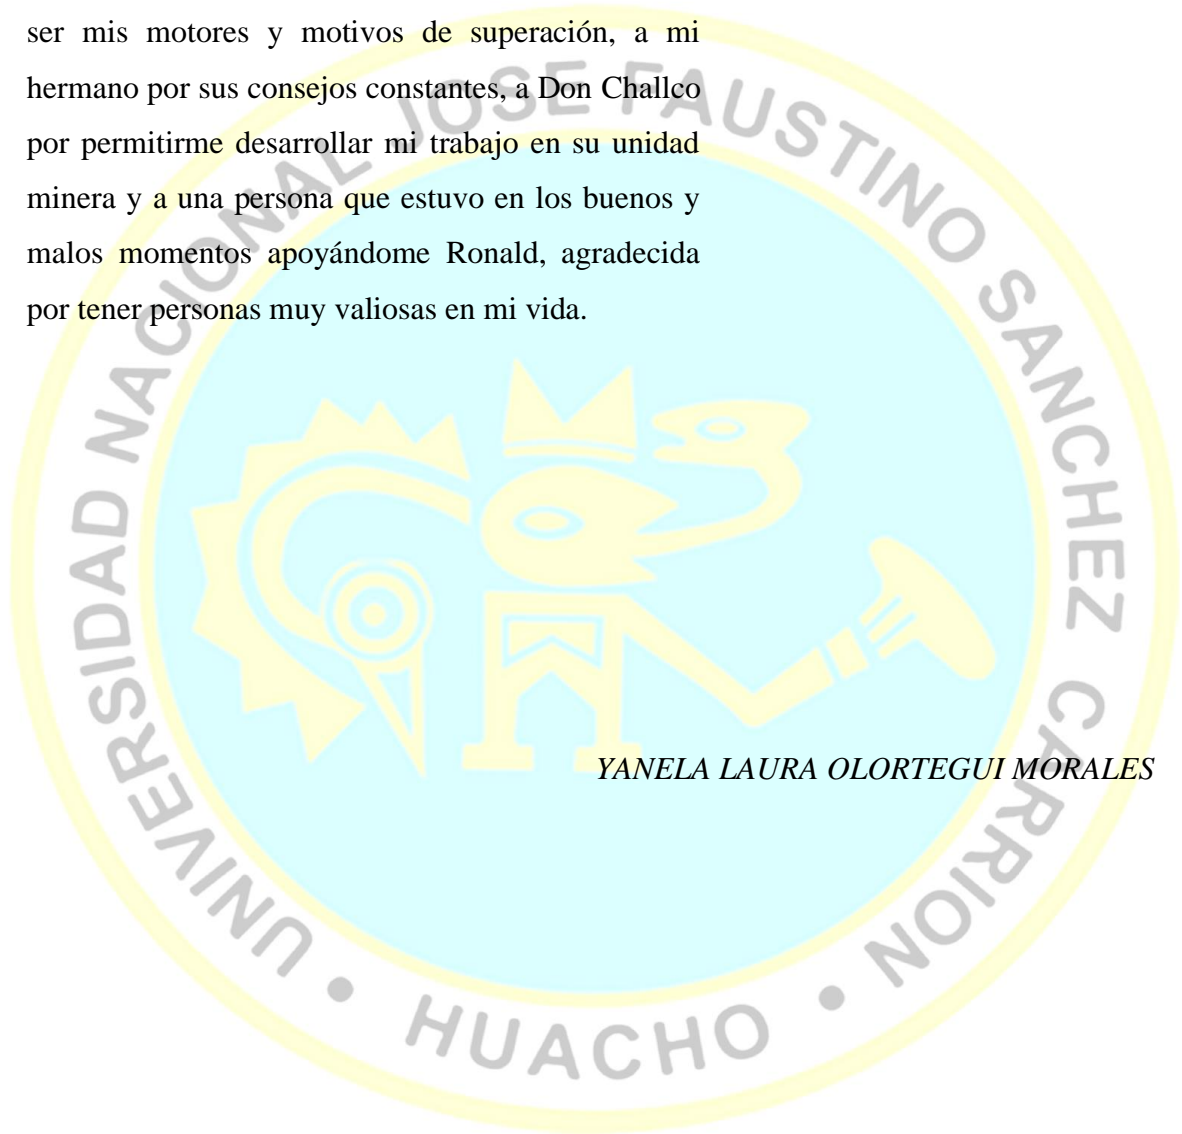 ser mis motores y motivos de superación, a mi
hermano por sus consejos constantes, a Don Challco
por permitirme desarrollar mi trabajo en su unidad
minera y a una persona que estuvo en los buenos y
malos momentos apoyándome Ronald, agradecida
por tener personas muy valiosas en mi vida.
YANELA LAURA OLORTEGUI MORALES
UNIVERSIDAD NACIONAL JOSE FAUSTINO SANCHEZ CARRION • HUACHO •